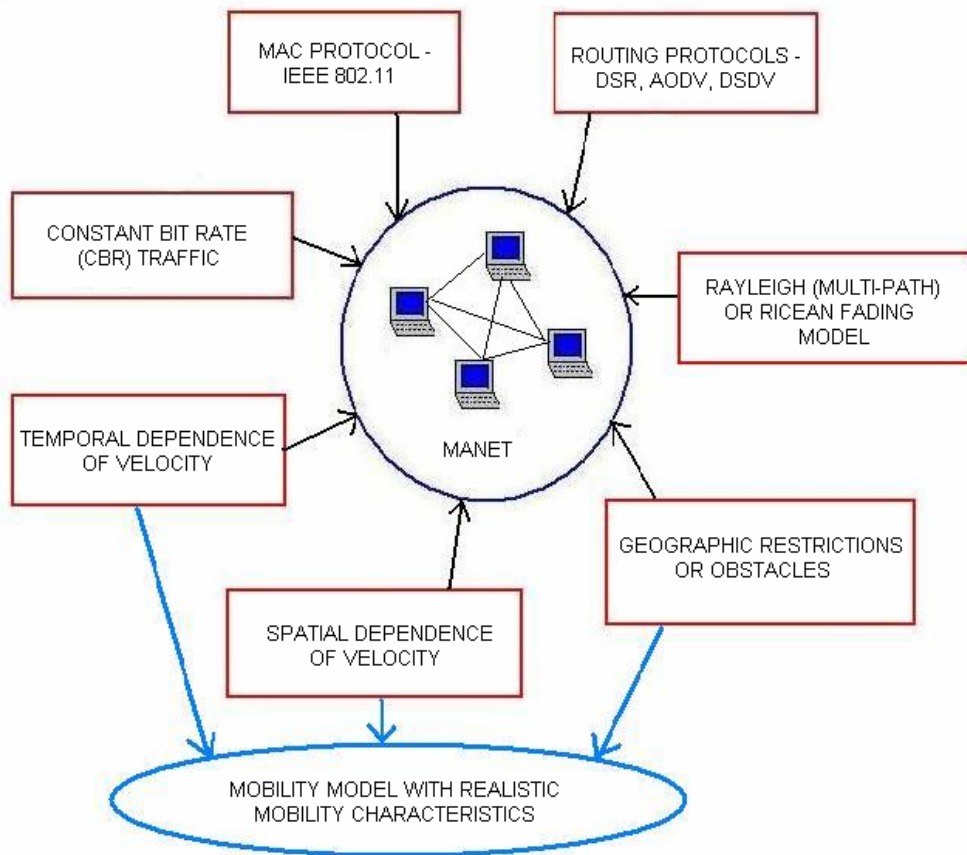 MAC PROTOCOL -
IEEE 802.11
ROUTING PROTOCOLS -
DSR, AODV, DSDV
CONSTANT BIT RATE
(CBR) TRAFFIC
RAYLEIGH (MULTI-PATH)
OR RICEAN FADING
MODEL
TEMPORAL DEPENDENCE
OF VELOCITY
MANET
GEOGRAPHIC RESTRICTIONS
OR OBSTACLES
SPATIAL DEPENDENCE
OF VELOCITY
MOBILITY MODEL WITH REALISTIC
MOBILITY CHARACTERISTICS